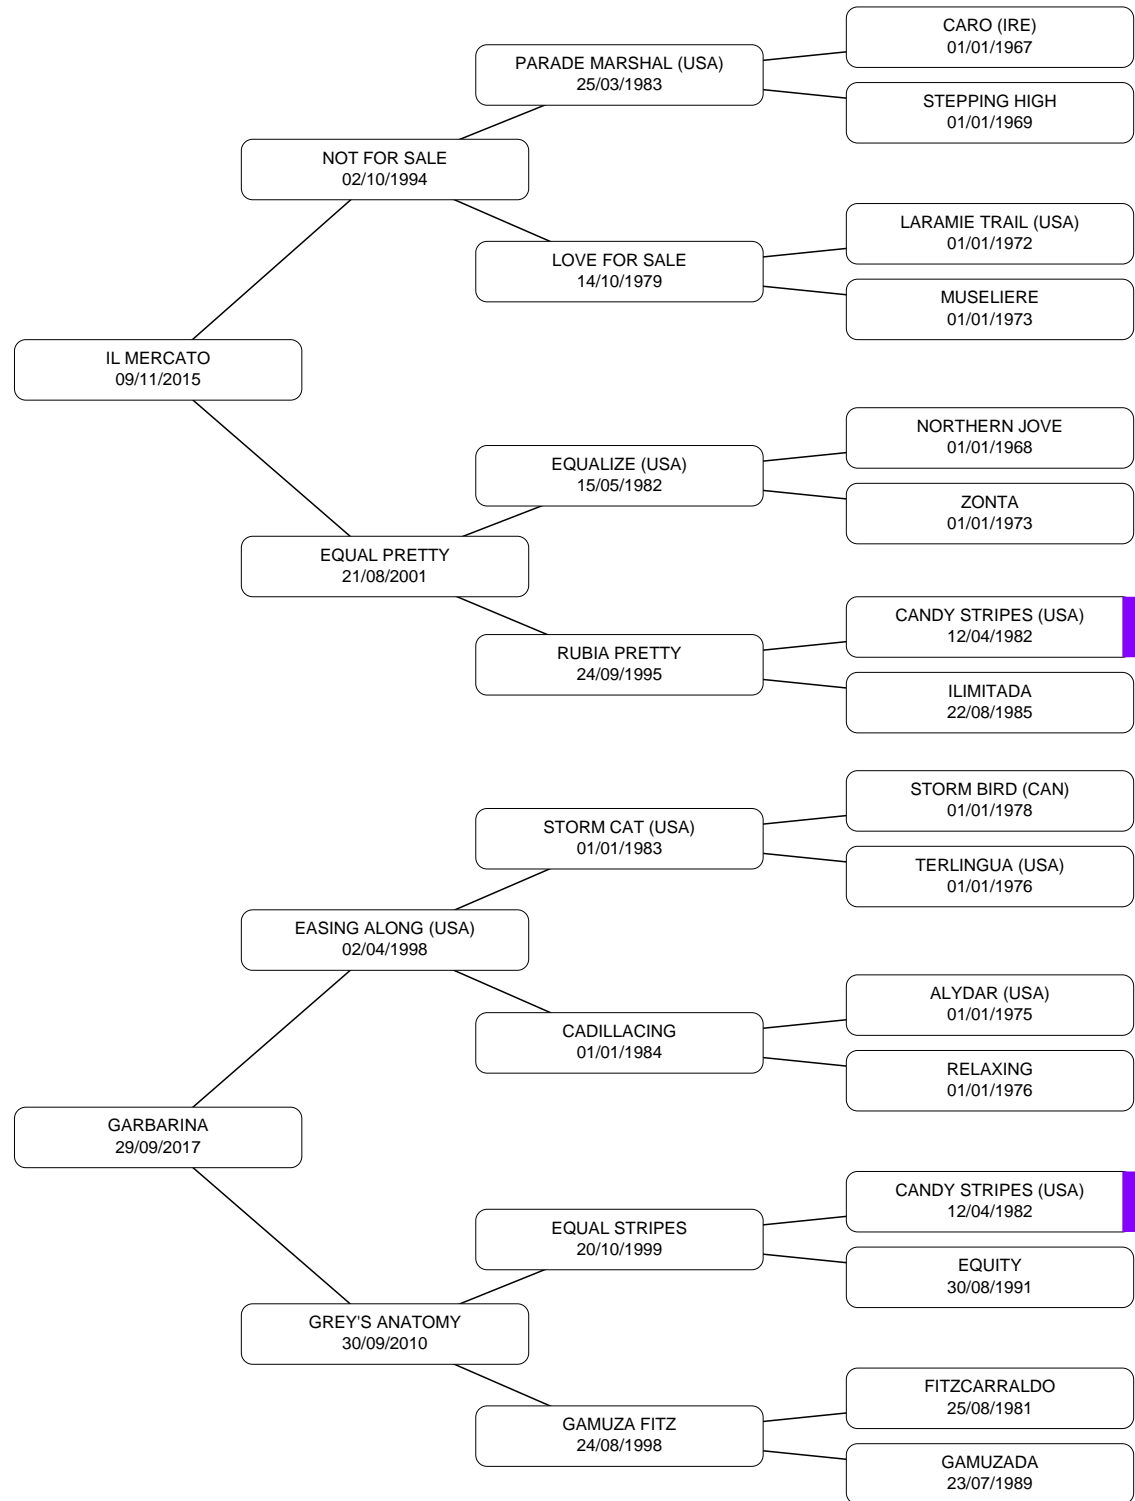 CARO (IRE)
01/01/1967
PARADE MARSHAL (USA)
25/03/1983
STEPPING HIGH
01/01/1969
NOT FOR SALE
02/10/1994
LARAMIE TRAIL (USA)
01/01/1972
LOVE FOR SALE
14/10/1979
MUSELIERE
01/01/1973
IL MERCATO
09/11/2015
NORTHERN JOVE
01/01/1968
EQUALIZE (USA)
15/05/1982
ZONTA
01/01/1973
EQUAL PRETTY
21/08/2001
CANDY STRIPES (USA)
12/04/1982
RUBIA PRETTY
24/09/1995
ILIMITADA
22/08/1985
STORM BIRD (CAN)
01/01/1978
STORM CAT (USA)
01/01/1983
TERLINGUA (USA)
01/01/1976
EASING ALONG (USA)
02/04/1998
ALYDAR (USA)
01/01/1975
CADILLACING
01/01/1984
RELAXING
01/01/1976
GARBARINA
29/09/2017
CANDY STRIPES (USA)
12/04/1982
EQUAL STRIPES
20/10/1999
EQUITY
30/08/1991
GREY'S ANATOMY
30/09/2010
FITZCARRALDO
25/08/1981
GAMUZA FITZ
24/08/1998
GAMUZADA
23/07/1989